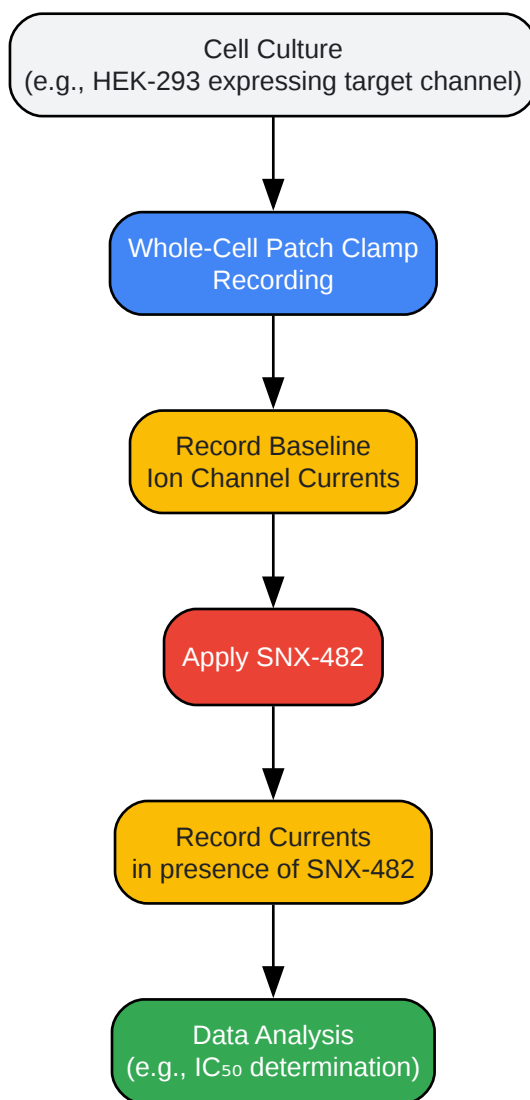 Cell Culture
(e.g., HEK-293 expressing target channel)
Whole-Cell Patch Clamp
Recording
Record Baseline
Ion Channel Currents
Apply SNX-482
Record Currents
in presence of SNX-482
Data Analysis
(e.g., IC₅₀ determination)